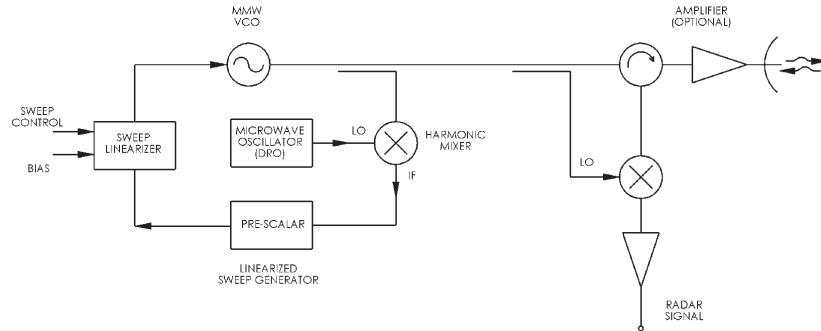 MMW
VCO
AMPLIFIER
(OPTIONAL)
SWEEP
CONTROL
SWEEP
LINEARIZER
BIAS
MICROWAVE
OSCILLATOR
(DRO)
LO
HARMONIC
MIXER
IF
LO
PRE-SCALAR
LINEARIZED
SWEEP GENERATOR
RADAR
SIGNAL